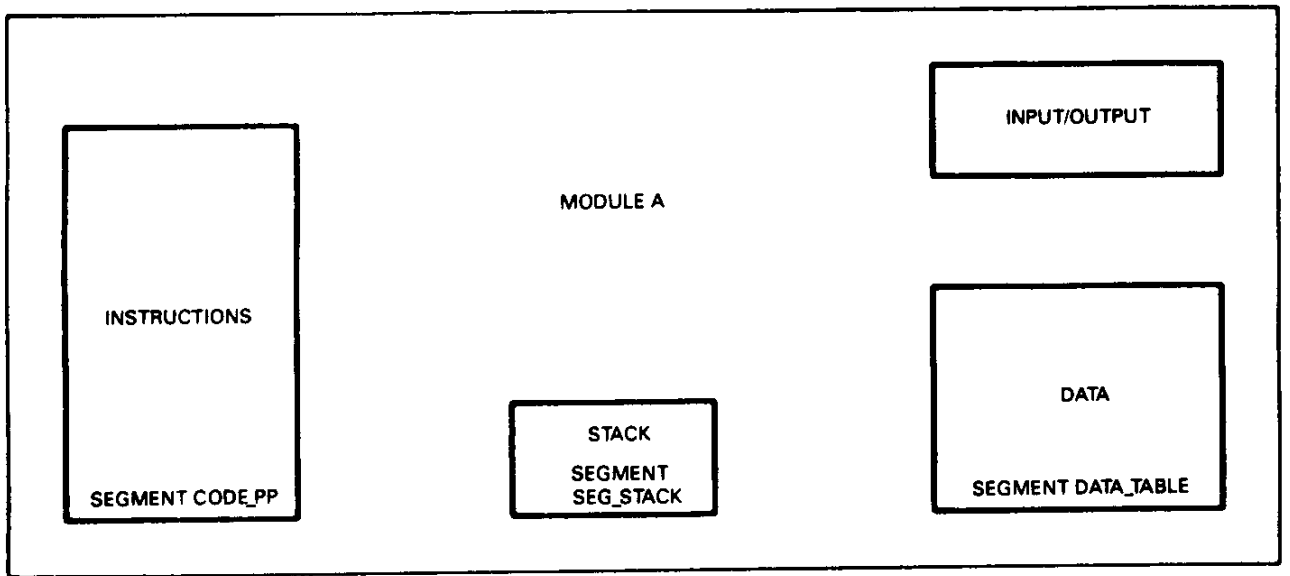 INPUT/OUTPUT
MODULE A
INSTRUCTIONS
SEGMENT CODE_PP
STACK
SEGMENT
SEG_STACK
DATA
SEGMENT DATA_TABLE